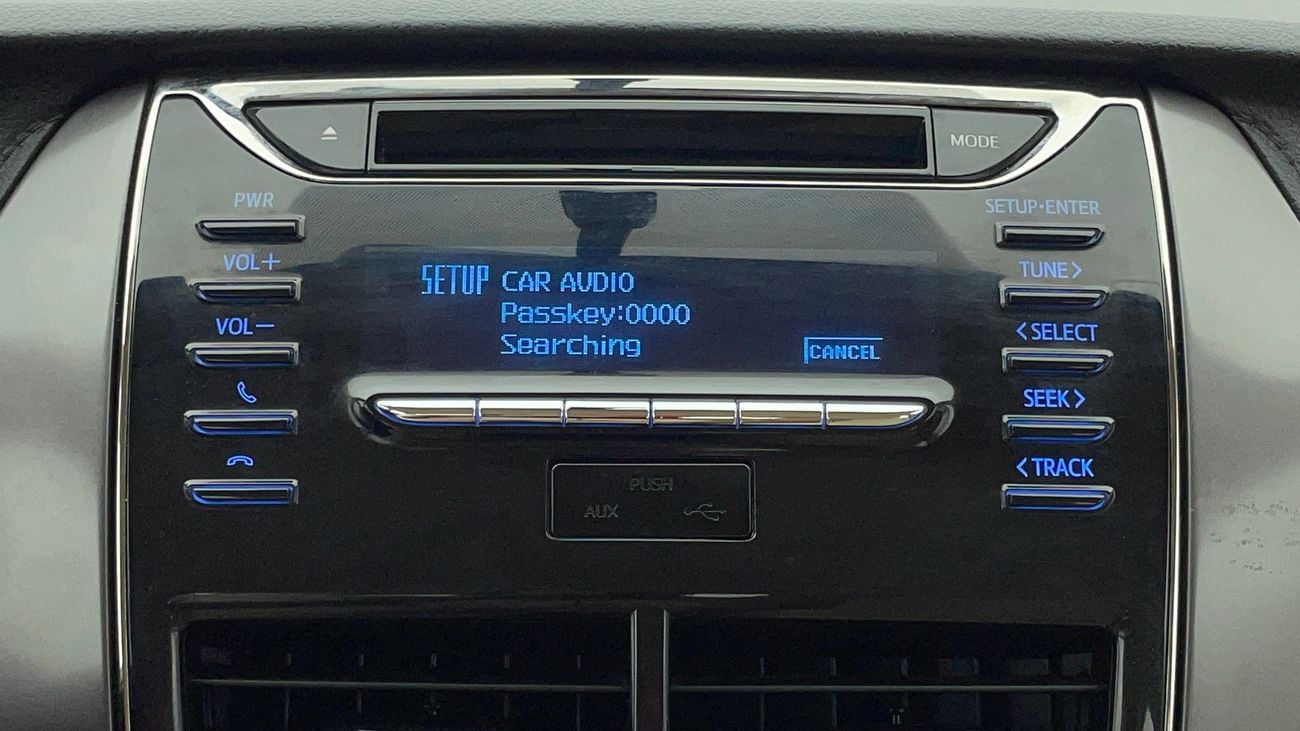 MODE
PWR
SETUP•ENTER
VOL+
TUNE>
SETUP CAR AUDIO
Passkey:0000
VOL-
<SELECT
Searching
CANCEL
SEEK>
<TRACK
PUSH
AUX